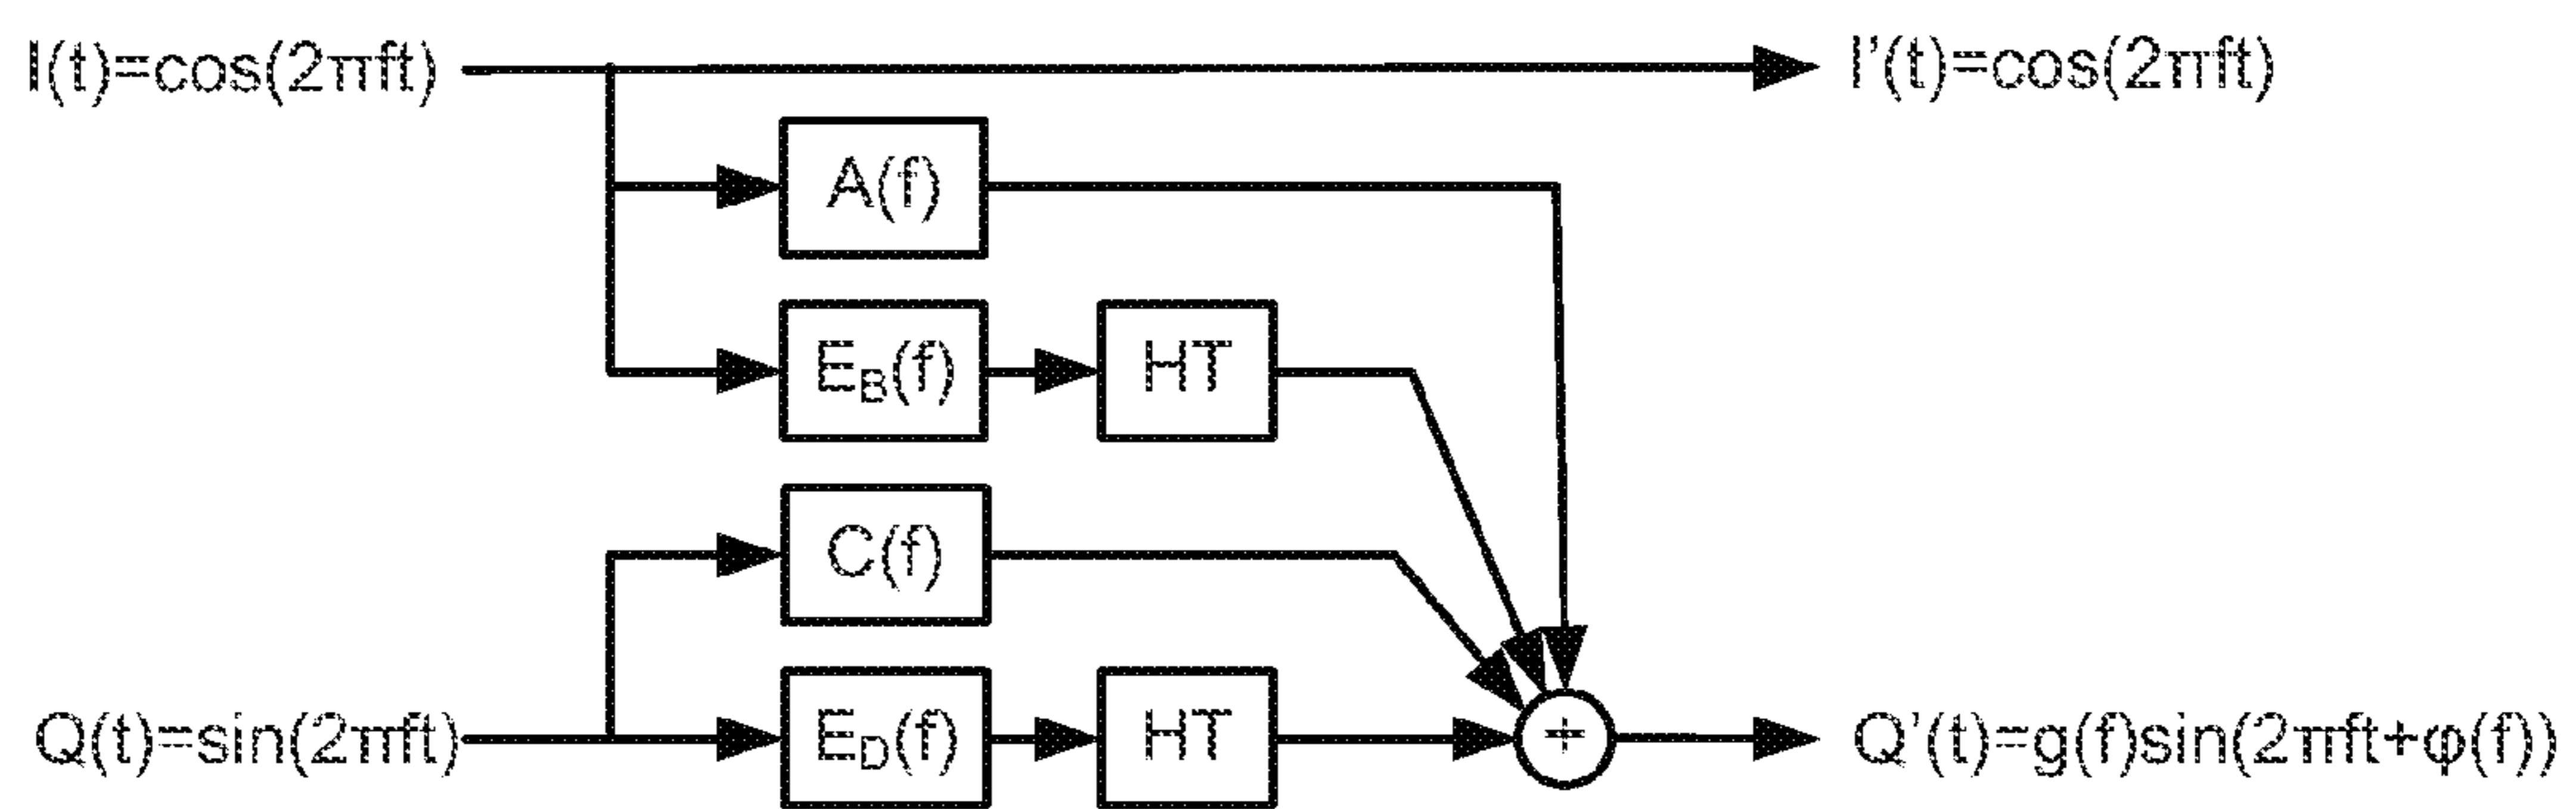 I(t)=cos(2πft)
I'(t)=cos(2πft)
A(f)
E_B(f)
HT
C(f)
Q(t)=sin(2πft)
E_D(f)
HT
+
Q'(t)=g(f)sin(2πft+φ(f))